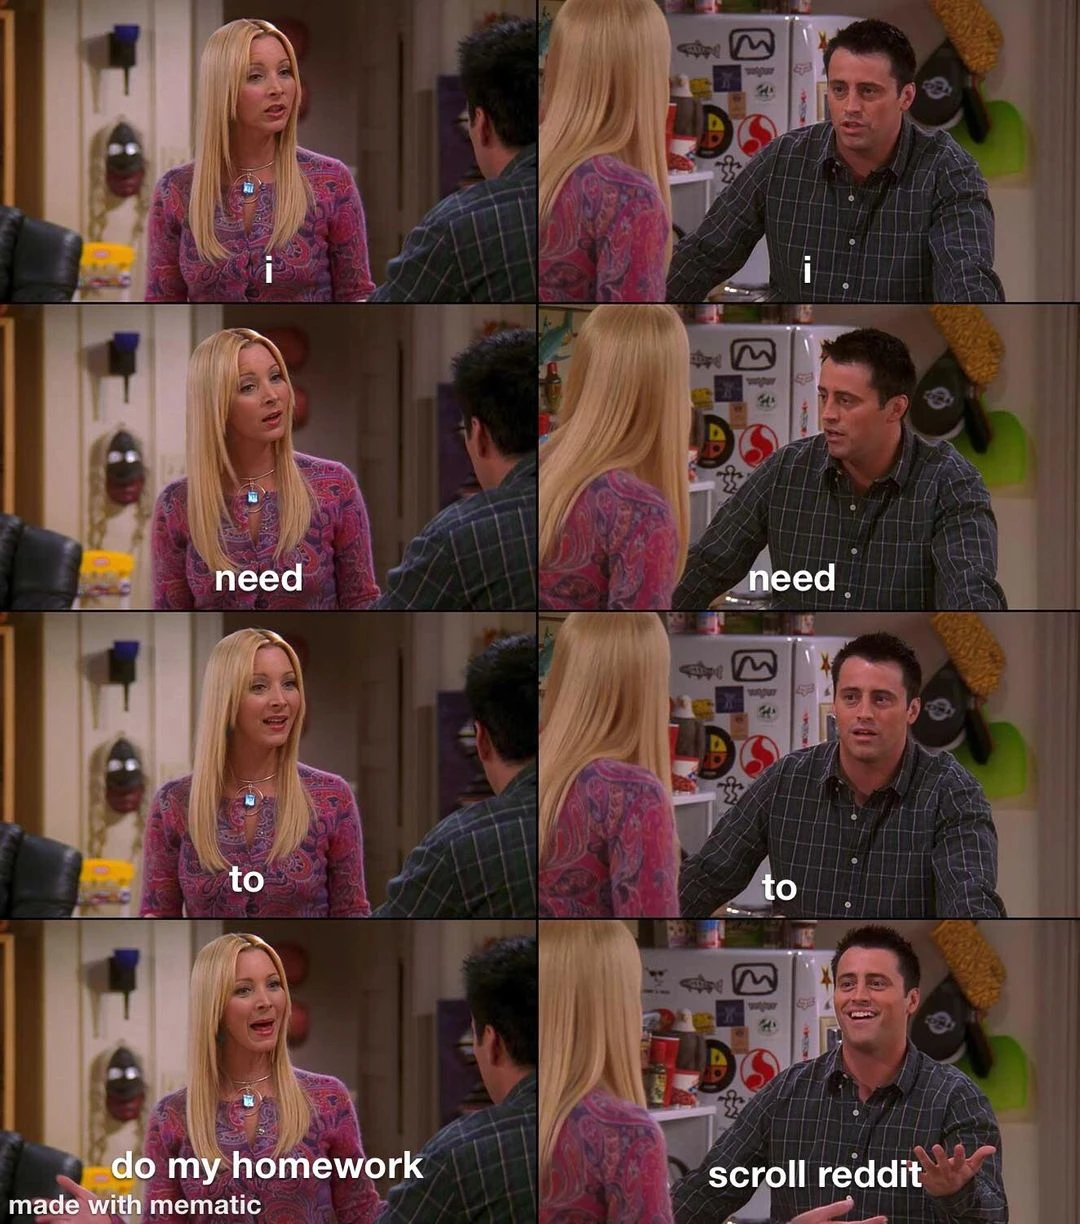 i
i
need
need
to
to
do my homework
scroll reddit
made with mematic